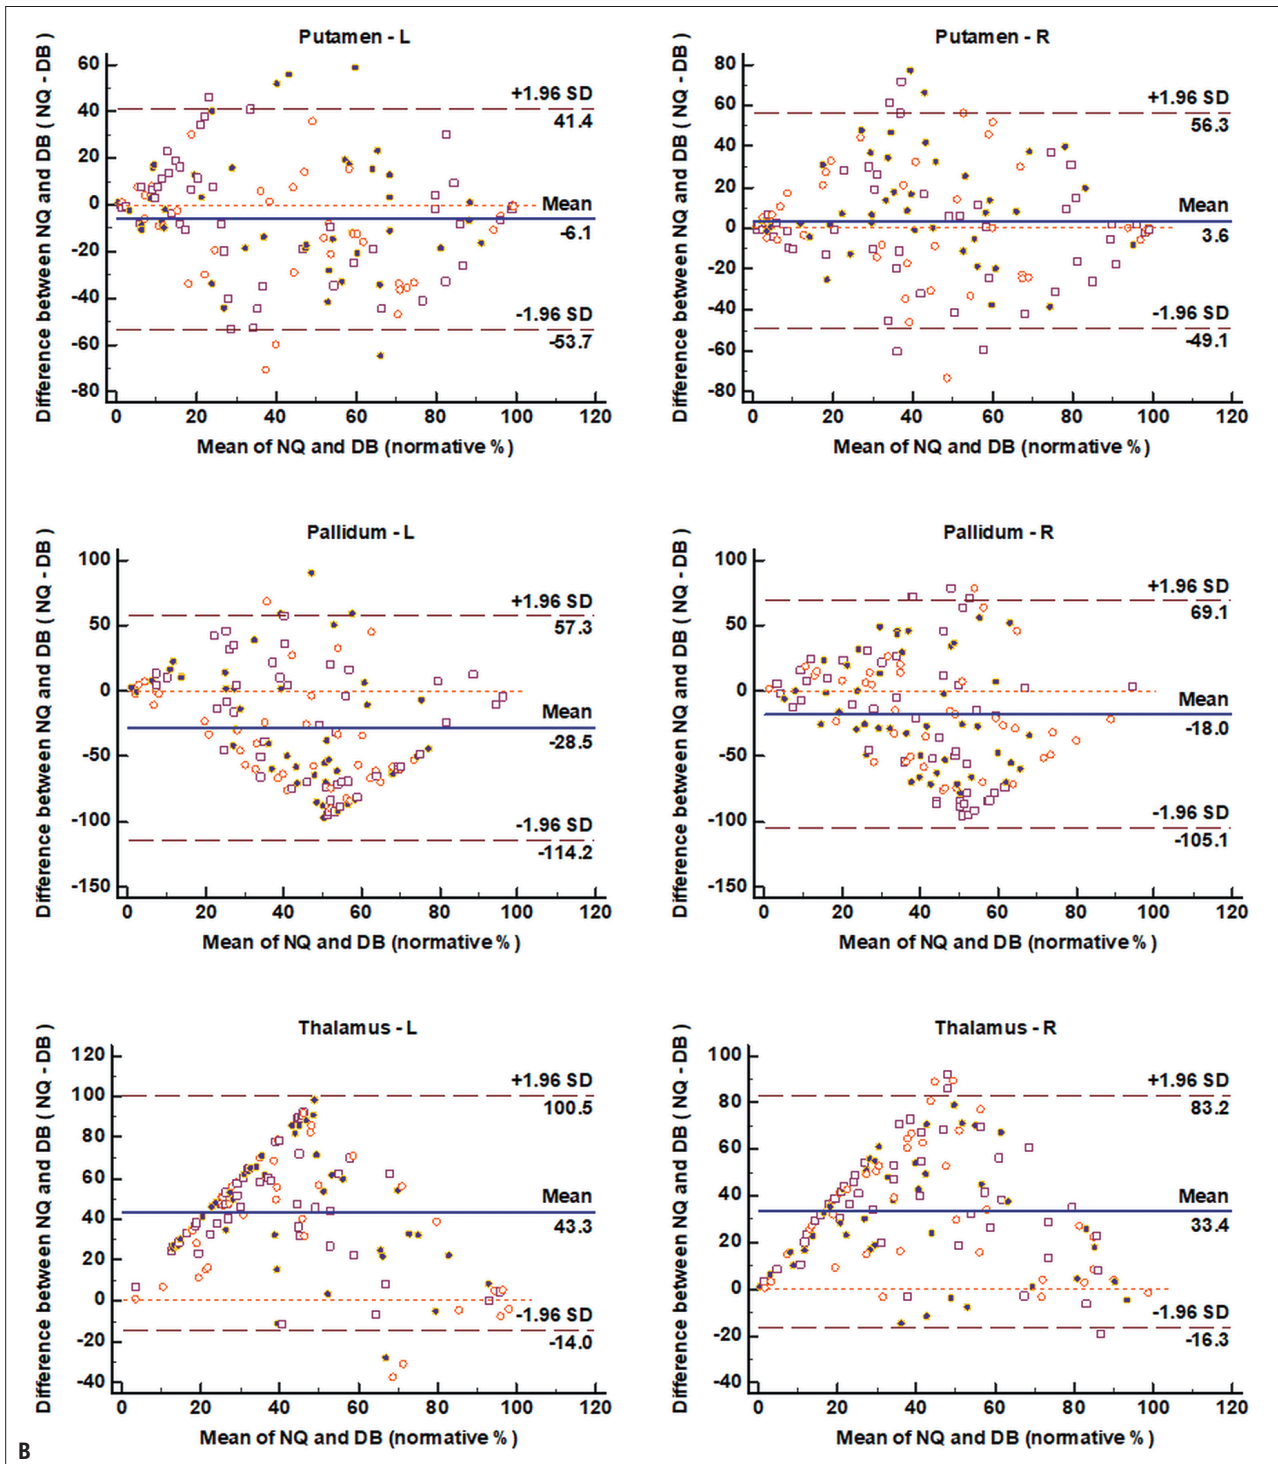 Putamen - L
Difference between NQ and DB ( NQ - DB )
60
40
20
0
-20
-40
-60
-80
+1.96 SD
41.4
Mean
-6.1
-1.96 SD
-53.7
0 20 40 60 80 100 120
Mean of NQ and DB (normative % )
Putamen - R
Difference between NQ and DB ( NQ - DB )
80
60
40
20
0
-20
-40
-60
-80
+1.96 SD
56.3
Mean
3.6
-1.96 SD
-49.1
0 20 40 60 80 100 120
Mean of NQ and DB (normative % )
Pallidum - L
Difference between NQ and DB ( NQ - DB )
100
50
0
-50
-100
-150
+1.96 SD
57.3
Mean
-28.5
-1.96 SD
-114.2
0 20 40 60 80 100 120
Mean of NQ and DB (normative % )
Pallidum - R
Difference between NQ and DB ( NQ - DB )
100
50
0
-50
-100
-150
+1.96 SD
69.1
Mean
-18.0
-1.96 SD
-105.1
0 20 40 60 80 100 120
Mean of NQ and DB (normative % )
Thalamus - L
Difference between NQ and DB ( NQ - DB )
120
100
80
60
40
20
0
-20
-40
+1.96 SD
100.5
Mean
43.3
-1.96 SD
-14.0
0 20 40 60 80 100 120
Mean of NQ and DB (normative % )
Thalamus - R
Difference between NQ and DB ( NQ - DB )
100
80
60
40
20
0
-20
-40
+1.96 SD
83.2
Mean
33.4
-1.96 SD
-16.3
0 20 40 60 80 100 120
Mean of NQ and DB (normative % )
B